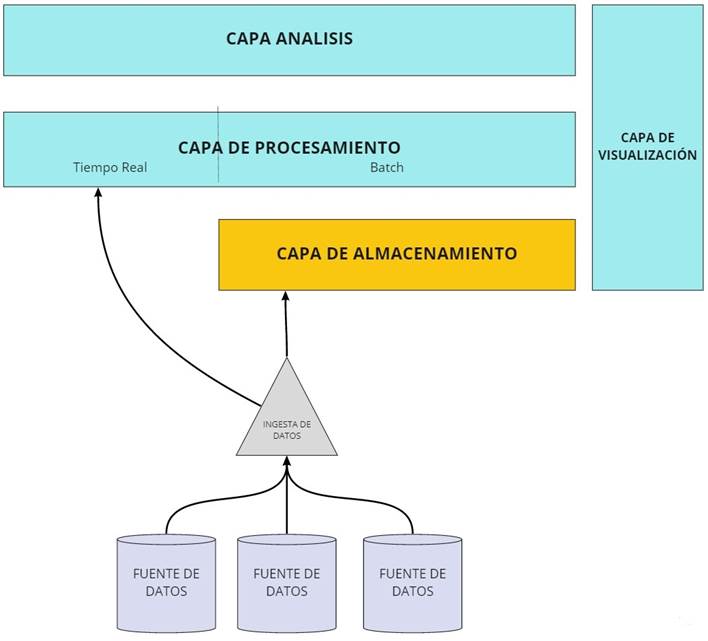 CAPA ANALISIS
CAPA DE PROCESAMIENTO
Tiempo Real
Batch
CAPA DE
VISUALIZACIÓN
CAPA DE ALMACENAMIENTO
INGESTA DE
DATOS
FUENTE DE
DATOS
FUENTE DE
DATOS
FUENTE DE
DATOS